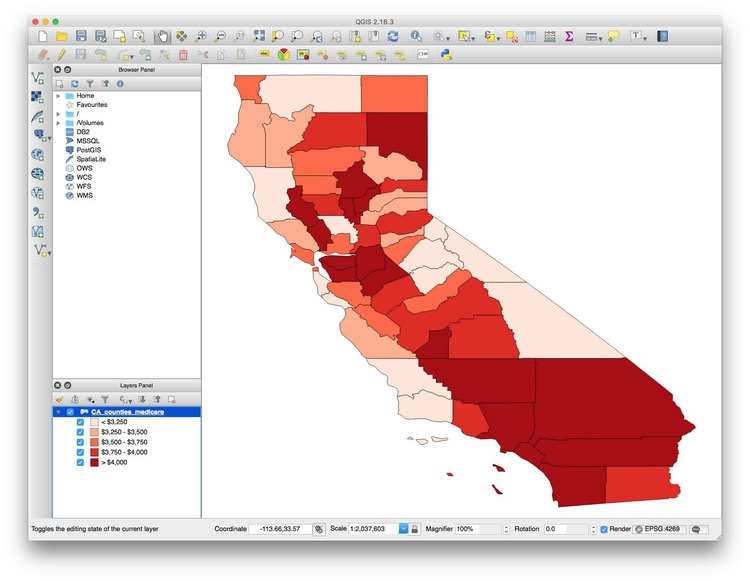 QGIS 2.16.3
CSW
Browser Panel
Home
Favourites
/
/Volumes
DB2
MSSQL
PostGIS
SpatiaLite
OWS
WCS
WFS
WMS
Layers Panel
CA_counties_medicare
< $3,250
$3,250 - $3,500
$3,500 - $3,750
$3,750 - $4,000
> $4,000
Toggles the editing state of the current layer Coordinate -113.66,33.57 Scale 1:2,037,603 Magnifier 100% Rotation 0.0 Render EPSG:4269